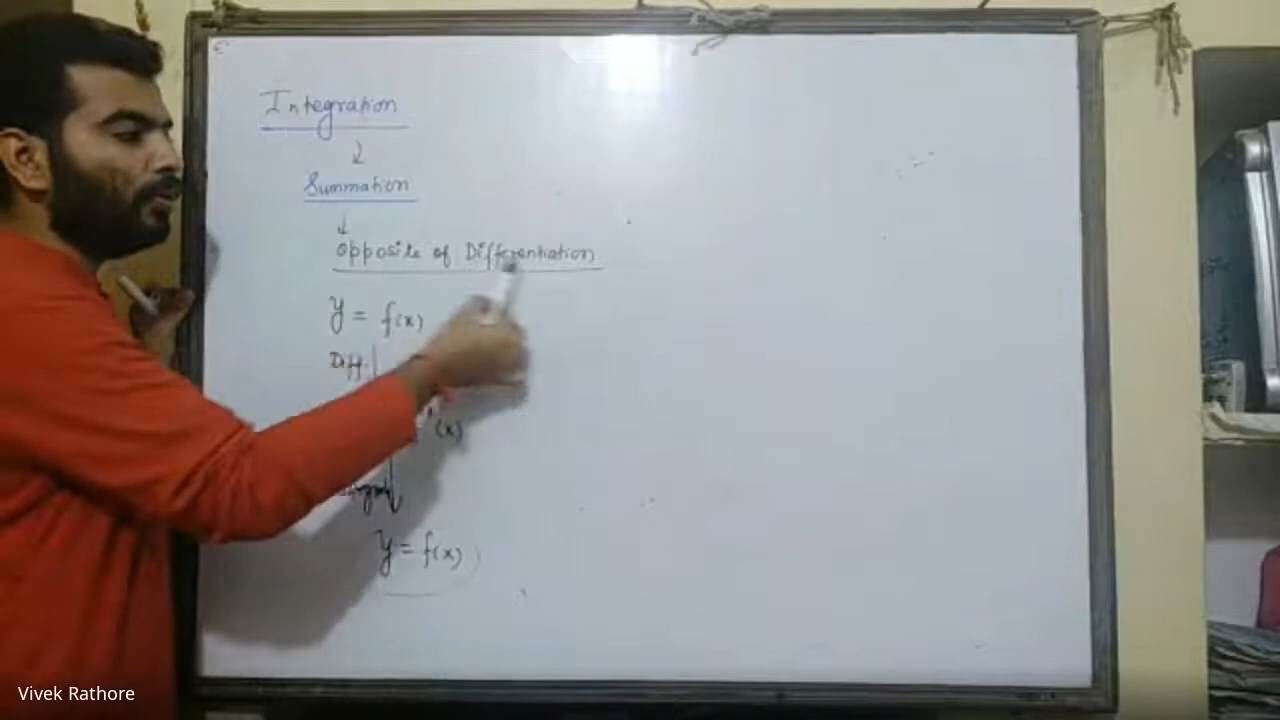 Integration
↓
Summation
↓
Opposite of Differentiation
y = f(x)
Diff.
'(x)
y = f(x)
Vivek Rathore